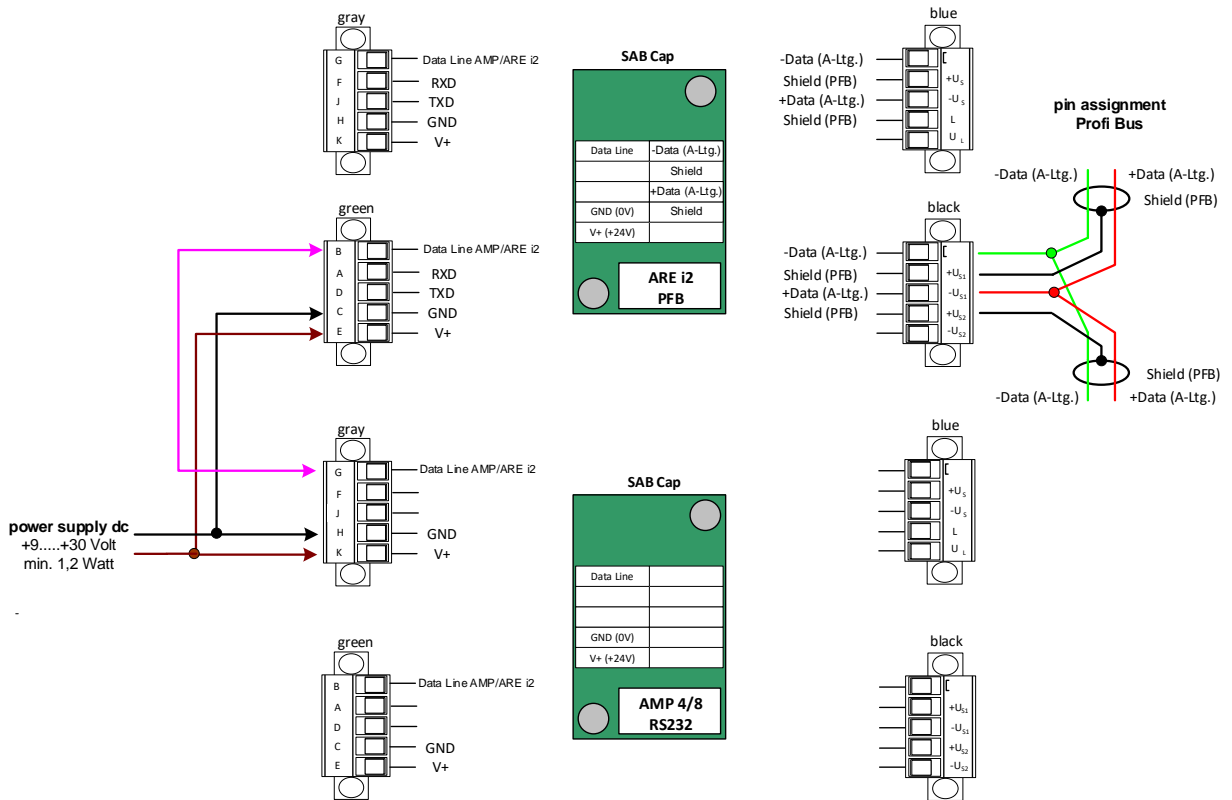 gray
G
Data Line AMP/ARE i2
F
RXD
J
TXD
H
GND
K
V+
SAB Cap
Data Line
-Data (A-Ltg.)
Shield
+Data (A-Ltg.)
GND (0V)
Shield
V+ (+24V)
ARE i2
PFB
blue
-Data (A-Ltg.)
[
Shield (PFB)
+US
+Data (A-Ltg.)
-US
Shield (PFB)
L
UL
pin assignment
Profi Bus
-Data (A-Ltg.)
+Data (A-Ltg.)
Shield (PFB)
green
B
Data Line AMP/ARE i2
A
RXD
D
TXD
C
GND
E
V+
black
-Data (A-Ltg.)
[
Shield (PFB)
+US1
+Data (A-Ltg.)
-US1
Shield (PFB)
+US2
-US2
Shield (PFB)
-Data (A-Ltg.)
+Data (A-Ltg.)
gray
G
Data Line AMP/ARE i2
F
J
H
GND
K
V+
power supply dc
+9.....+30 Volt
min. 1,2 Watt
-
SAB Cap
Data Line
GND (0V)
V+ (+24V)
AMP 4/8
RS232
blue
[
+US
-US
L
UL
green
B
Data Line AMP/ARE i2
A
D
C
GND
E
V+
black
[
+US1
-US1
+US2
-US2